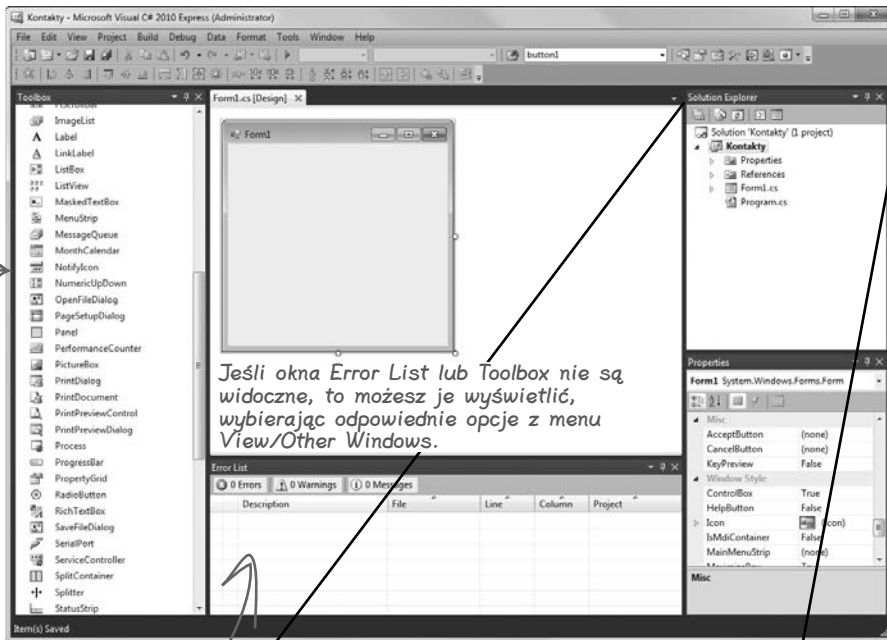 Kontakty - Microsoft Visual C# 2010 Express (Administrator)
File Edit View Project Build Debug Data Format Tools Window Help
button1
Toolbox
ImageList
Label
LinkLabel
ListBox
ListView
MaskedTextBox
MenuStrip
MessageQueue
MonthCalendar
NotifyIcon
NumericUpDown
OpenFileDialog
PageSetupDialog
Panel
PerformanceCounter
PictureBox
PrintDialog
PrintDocument
PrintPreviewControl
PrintPreviewDialog
Process
ProgressBar
PropertyGrid
RadioButton
RichTextBox
SaveFileDialog
SerialPort
ServiceController
SplitContainer
Splitter
StatusStrip
Form1.cs [Design]
Form1
Jeśli okna Error List lub Toolbox nie są
widoczne, to możesz je wyświetlić,
wybierając odpowiednie opcje z menu
View/Other Windows.
Error List
0 Errors 0 Warnings 0 Messages
Description File Line Column Project
Solution Explorer
Solution 'Kontakty' (1 project)
Kontakty
Properties
References
Form1.cs
Program.cs
Properties
Form1 System.Windows.Forms.Form
Misc
AcceptButton (none)
CancelButton (none)
KeyPreview False
Window Style
ControlBox True
HelpButton False
Icon (Icon)
IsMdiContainer False
MainMenuStrip (none)
Misc
Item(s) Saved